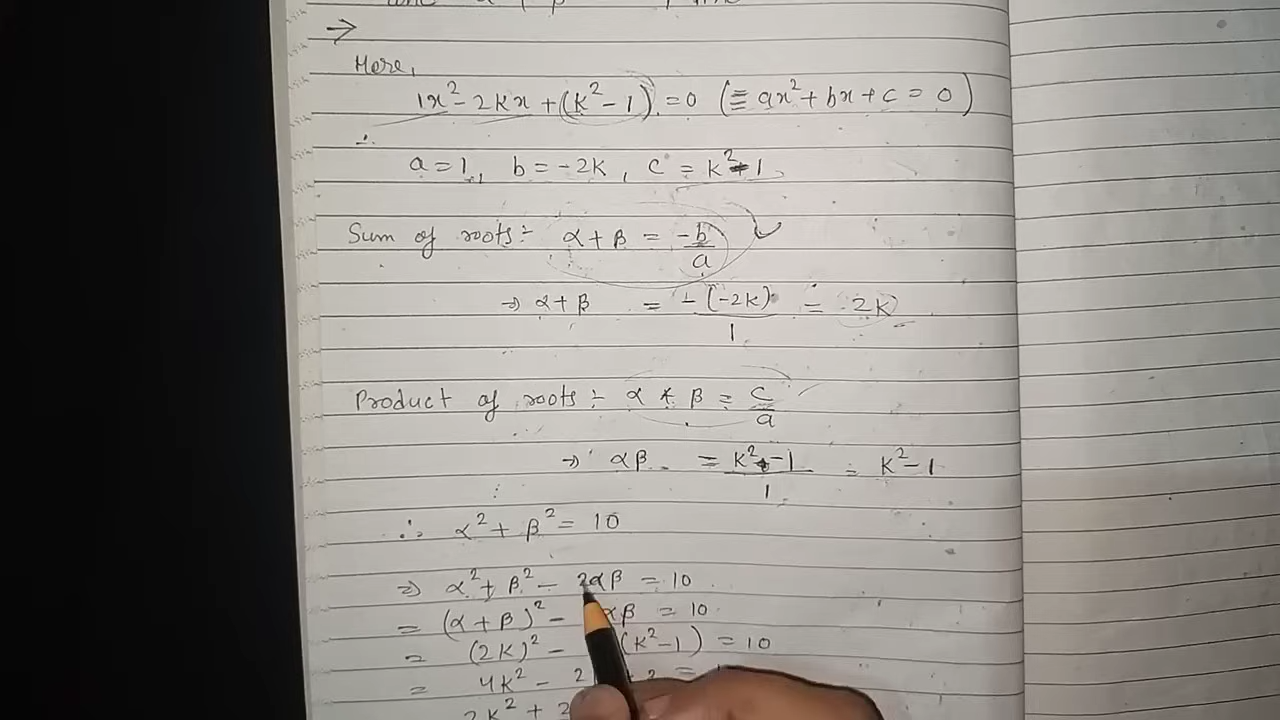 →
Here,
1x² - 2kx + (k² - 1) = 0 (≡ ax² + bx + c = 0)
∴
a = 1, b = -2k, c = k² - 1,
Sum of roots:- α + β = -b/a
⇒ α + β = -(-2k)/1 = 2k
Product of roots:- α × β = c/a
⇒ αβ = k² - 1/1 = k² - 1
∴ α² + β² = 10
⇒ α² + β² - 2αβ = 10
= (α + β)² - αβ = 10
= (2k)² - (k² - 1) = 10
= 4k² - 2
2k² + 2